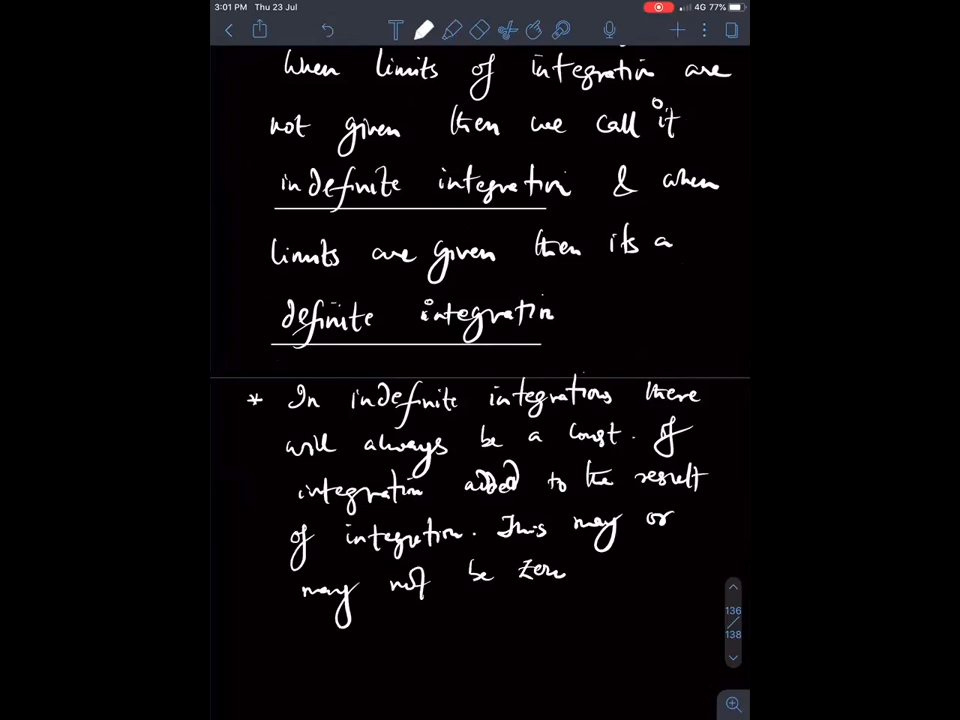 3:01 PM Thu 23 Jul
4G 77%
When limits of integration are
not given then we call it
indefinite integration & when
limits are given then its a
definite integration
* In indefinite integrations there
will always be a const. of
integration added to the result
of integration. This may or
may not be zero
136
138